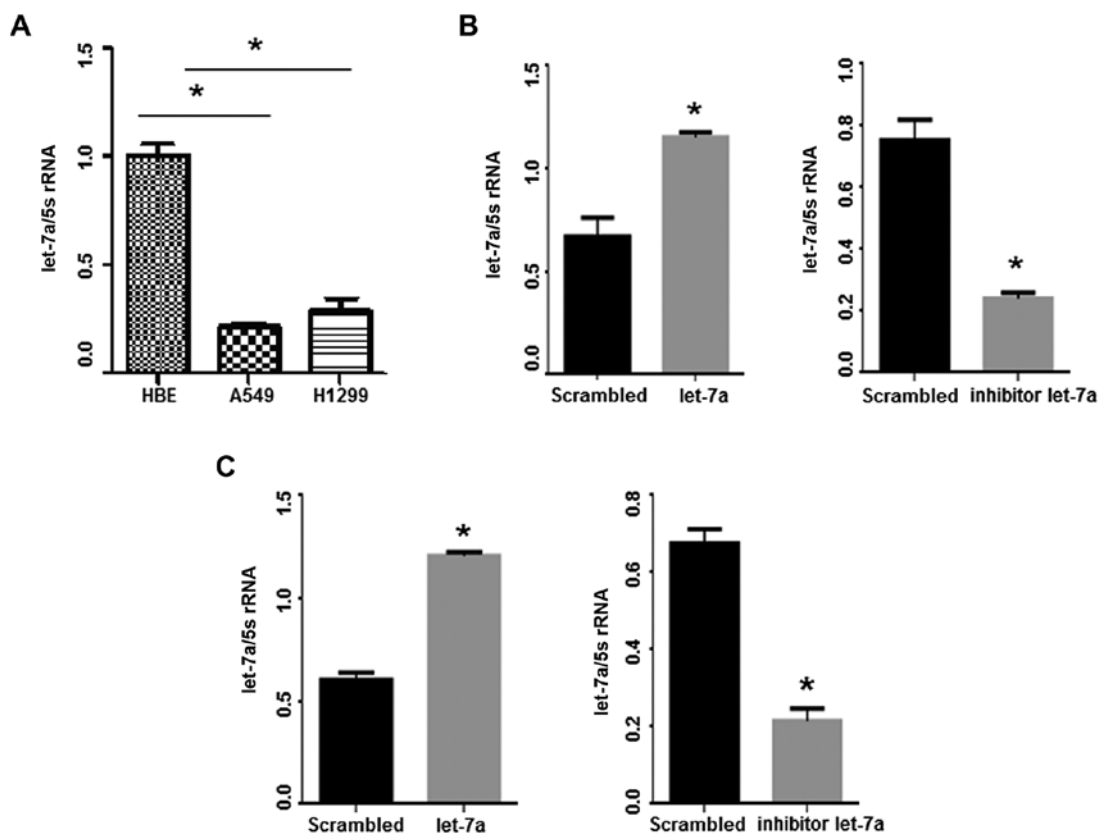 A
let-7a/5s rRNA
1.5
1.0
0.5
0.0
*
*
HBE A549 H1299
B
let-7a/5s rRNA
1.5
1.0
0.5
0.0
*
Scrambled let-7a
let-7a/5s rRNA
1.0
0.8
0.6
0.4
0.2
0.0
*
Scrambled inhibitor let-7a
C
let-7a/5s rRNA
1.5
1.0
0.5
0.0
*
Scrambled let-7a
let-7a/5s rRNA
0.8
0.6
0.4
0.2
0.0
*
Scrambled inhibitor let-7a